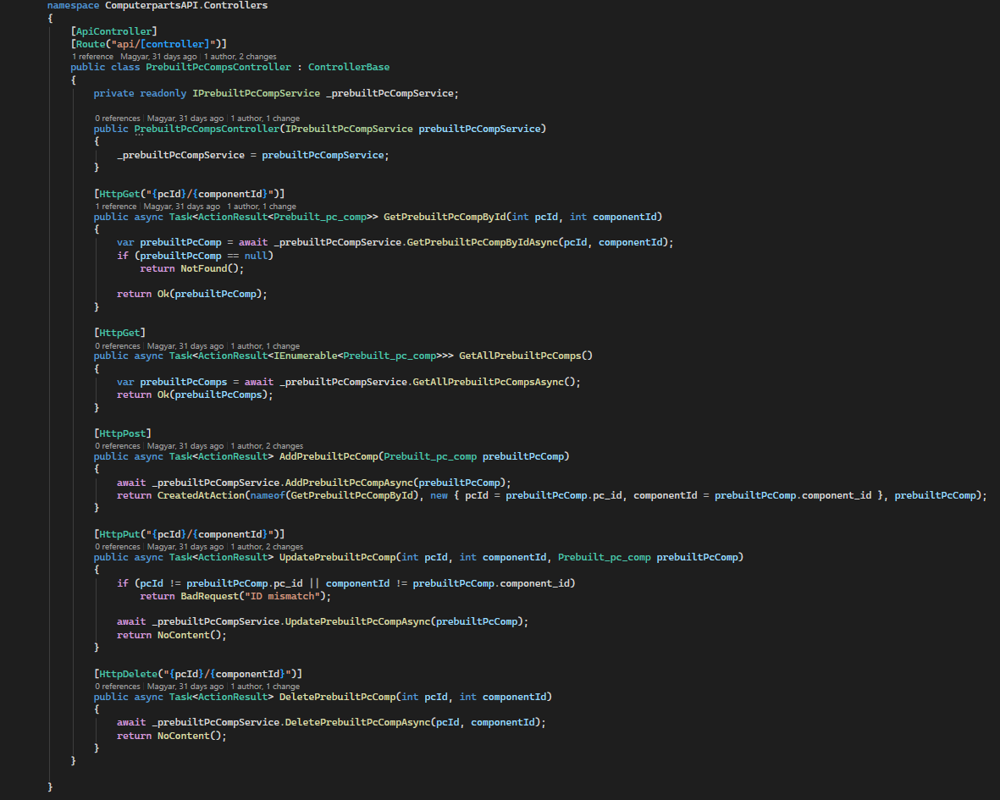 namespace ComputerpartsAPI.Controllers
{
[ApiController]
[Route("api/[controller]")]
1 reference | Magyar, 31 days ago | 1 author, 2 changes
public class PrebuiltPcCompsController : ControllerBase
{
private readonly IPrebuiltPcCompService _prebuiltPcCompService;
0 references | Magyar, 31 days ago | 1 author, 1 change
public PrebuiltPcCompsController(IPrebuiltPcCompService prebuiltPcCompService)
{
_prebuiltPcCompService = prebuiltPcCompService;
}
[HttpGet("{pcId}/{componentId}")]
1 reference | Magyar, 31 days ago | 1 author, 1 change
public async Task<ActionResult<Prebuilt_pc_comp>> GetPrebuiltPcCompById(int pcId, int componentId)
{
var prebuiltPcComp = await _prebuiltPcCompService.GetPrebuiltPcCompByIdAsync(pcId, componentId);
if (prebuiltPcComp == null)
return NotFound();
return Ok(prebuiltPcComp);
}
[HttpGet]
0 references | Magyar, 31 days ago | 1 author, 1 change
public async Task<ActionResult<IEnumerable<Prebuilt_pc_comp>>> GetAllPrebuiltPcComps()
{
var prebuiltPcComps = await _prebuiltPcCompService.GetAllPrebuiltPcCompsAsync();
return Ok(prebuiltPcComps);
}
[HttpPost]
0 references | Magyar, 31 days ago | 1 author, 2 changes
public async Task<ActionResult> AddPrebuiltPcComp(Prebuilt_pc_comp prebuiltPcComp)
{
await _prebuiltPcCompService.AddPrebuiltPcCompAsync(prebuiltPcComp);
return CreatedAtAction(nameof(GetPrebuiltPcCompById), new { pcId = prebuiltPcComp.pc_id, componentId = prebuiltPcComp.component_id }, prebuiltPcComp);
}
[HttpPut("{pcId}/{componentId}")]
0 references | Magyar, 31 days ago | 1 author, 2 changes
public async Task<ActionResult> UpdatePrebuiltPcComp(int pcId, int componentId, Prebuilt_pc_comp prebuiltPcComp)
{
if (pcId != prebuiltPcComp.pc_id || componentId != prebuiltPcComp.component_id)
return BadRequest("ID mismatch");
await _prebuiltPcCompService.UpdatePrebuiltPcCompAsync(prebuiltPcComp);
return NoContent();
}
[HttpDelete("{pcId}/{componentId}")]
0 references | Magyar, 31 days ago | 1 author, 1 change
public async Task<ActionResult> DeletePrebuiltPcComp(int pcId, int componentId)
{
await _prebuiltPcCompService.DeletePrebuiltPcCompAsync(pcId, componentId);
return NoContent();
}
}
}